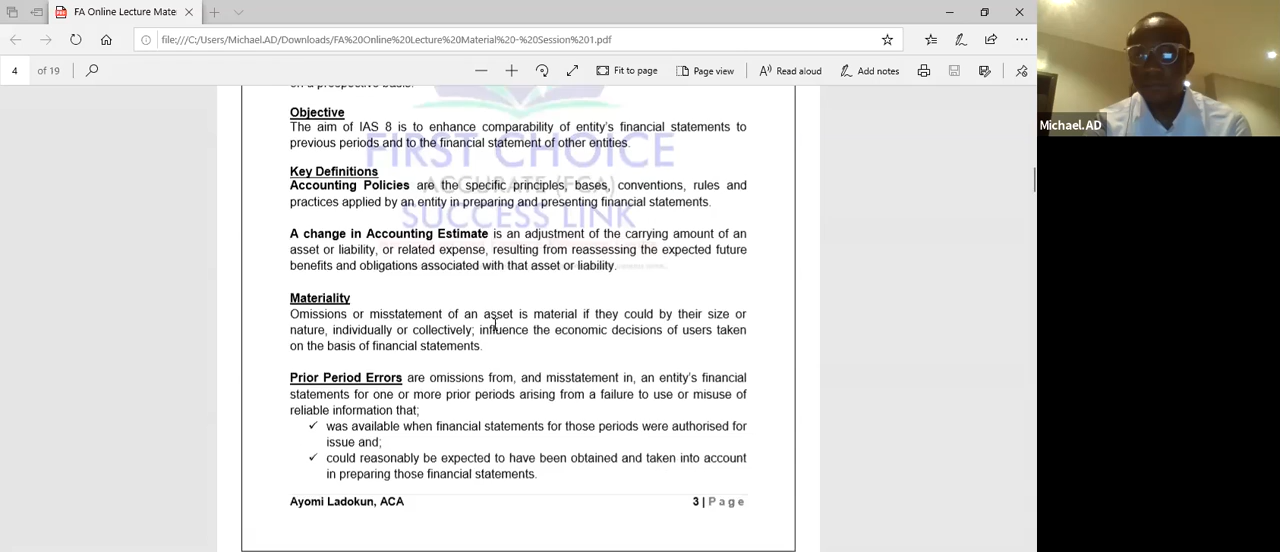 FA Online Lecture Mate
file:///C:/Users/Michael.AD/Downloads/FA%20Online%20Lecture%20Material%20-%20Session%201.pdf
4 of 19
Fit to page
Page view
Read aloud
Add notes
on a prospective basis.
Objective
The aim of IAS 8 is to enhance comparability of entity's financial statements to
previous periods and to the financial statement of other entities.
FIRST CHOICE
Key Definitions
Accounting Policies are the specific principles, bases, conventions, rules and
ACCURATE (FCA)
practices applied by an entity in preparing and presenting financial statements.
SUCCESS LINK
A change in Accounting Estimate is an adjustment of the carrying amount of an
asset or liability, or related expense, resulting from reassessing the expected future
benefits and obligations associated with that asset or liability.
Materiality
Omissions or misstatement of an asset is material if they could by their size or
nature, individually or collectively; influence the economic decisions of users taken
on the basis of financial statements.
Prior Period Errors are omissions from, and misstatement in, an entity's financial
statements for one or more prior periods arising from a failure to use or misuse of
reliable information that;
✓ was available when financial statements for those periods were authorised for
issue and;
✓ could reasonably be expected to have been obtained and taken into account
in preparing those financial statements.
Ayomi Ladokun, ACA 3 | Page
Michael.AD